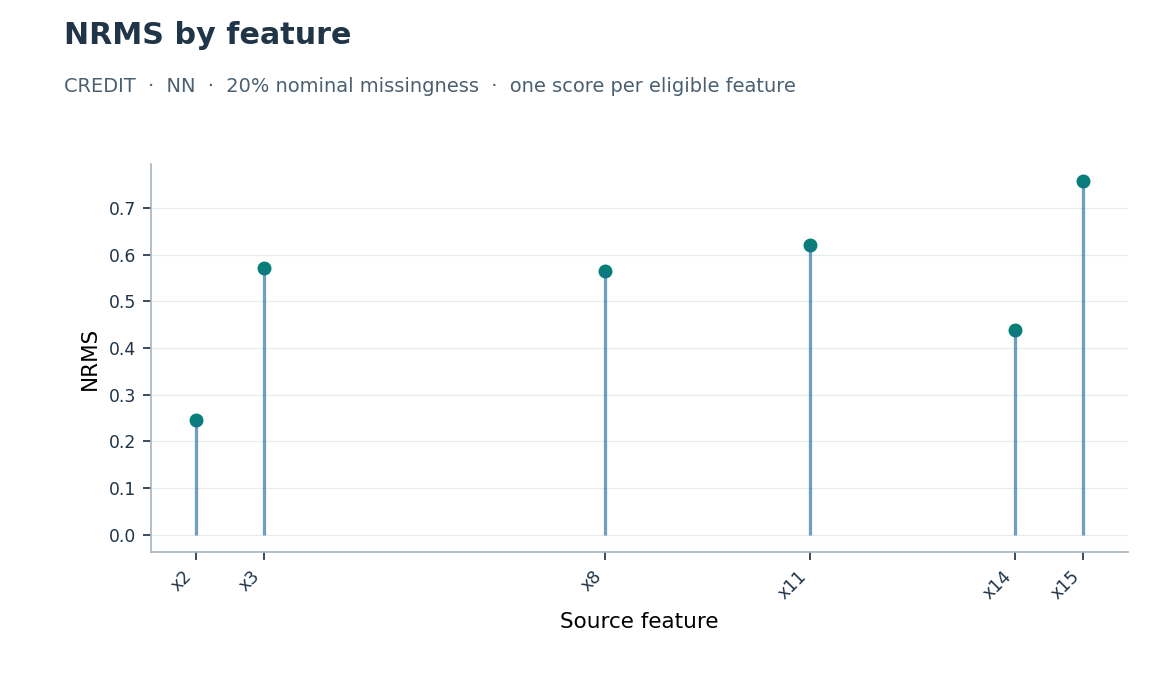 NRMS by feature
CREDIT · NN · 20% nominal missingness · one score per eligible feature
0.7
0.6
0.5
0.4
0.3
0.2
0.1
0.0
NRMS
x2 x3 x8 x11 x14 x15
Source feature